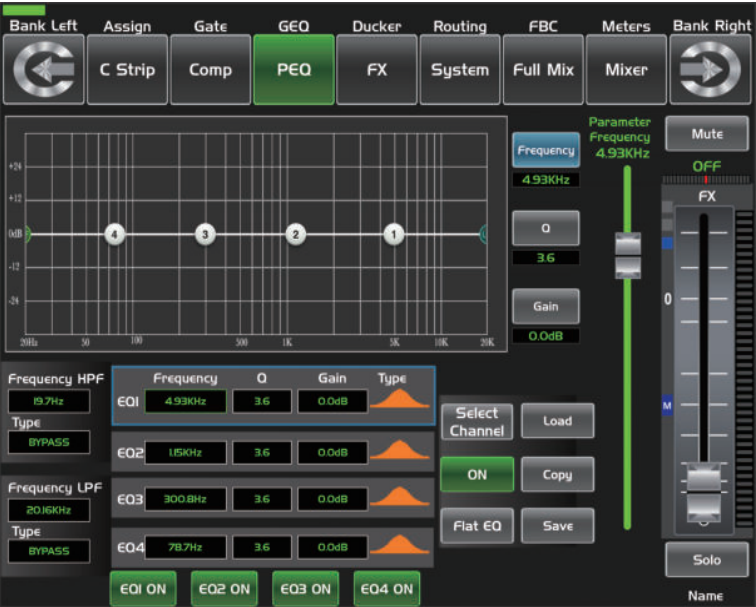 Bank Left Assign Gate GEQ Ducker Routing FBC Meters Bank Right
C Strip Comp PEQ FX System Full Mix Mixer
Parameter
Frequency
4.93KHz
Mute
OFF
FX
Frequency
4.93KHz
Q
3.6
Gain
0.0dB
+24
+12
0dB
-12
-24
4 3 2 1
20Hz 50 100 500 1K 5K 10K 20K
0
M
Frequency HPF
19.7Hz
Type
BYPASS
Frequency LPF
20.16KHz
Type
BYPASS
Frequency Q Gain Type
EQ1 4.93KHz 3.6 0.0dB
EQ2 1.15KHz 3.6 0.0dB
EQ3 300.8Hz 3.6 0.0dB
EQ4 78.7Hz 3.6 0.0dB
EQ1 ON EQ2 ON EQ3 ON EQ4 ON
Select
Channel
Load
ON Copy
Flat EQ Save
Solo
Name